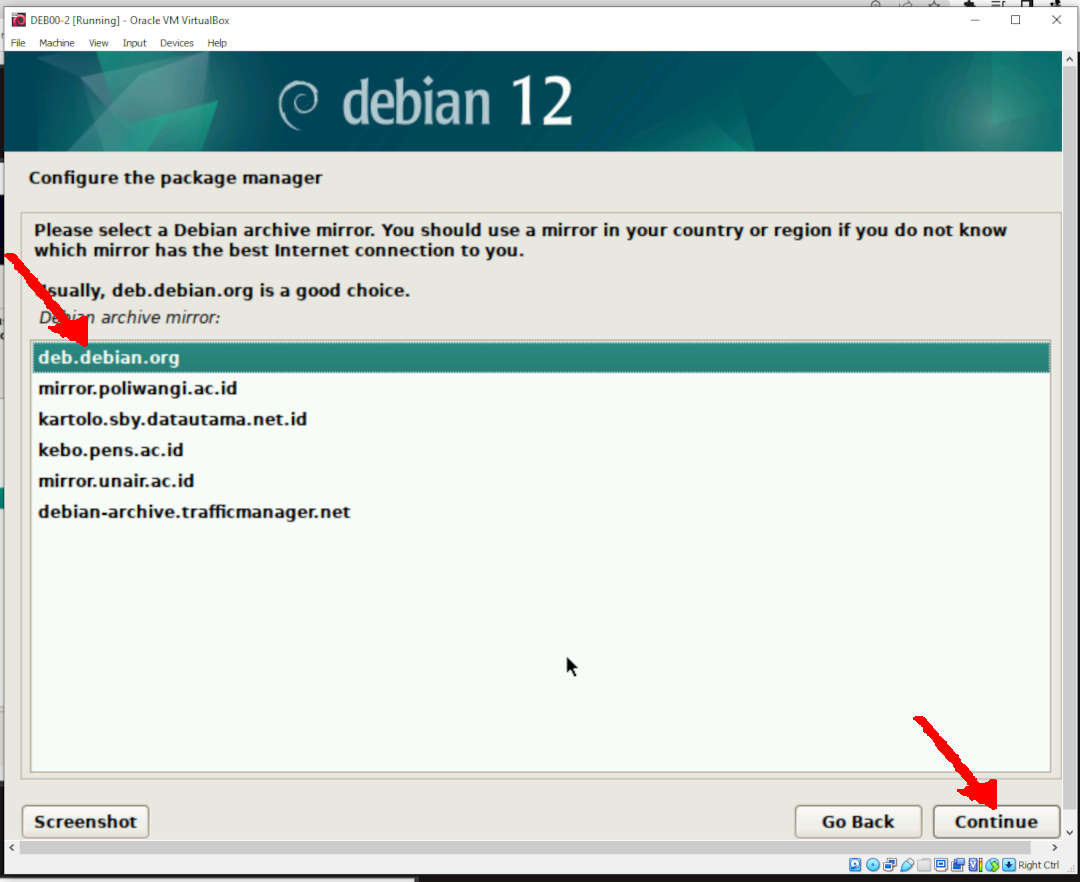 DEB00-2 [Running] - Oracle VM VirtualBox
File Machine View Input Devices Help
debian 12
Configure the package manager
Please select a Debian archive mirror. You should use a mirror in your country or region if you do not know
which mirror has the best Internet connection to you.
Usually, deb.debian.org is a good choice.
Debian archive mirror:
deb.debian.org
mirror.poliwangi.ac.id
kartolo.sby.datautama.net.id
kebo.pens.ac.id
mirror.unair.ac.id
debian-archive.trafficmanager.net
Screenshot Go Back Continue
Right Ctrl